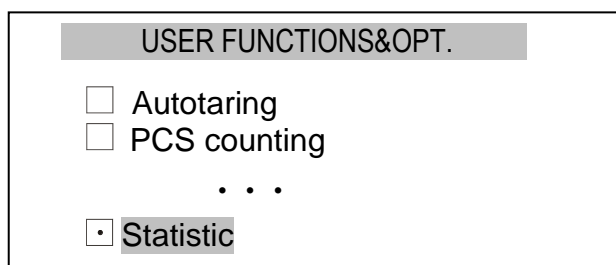 USER FUNCTIONS&OPT.
Autotaring
PCS counting
. . .
Statistic